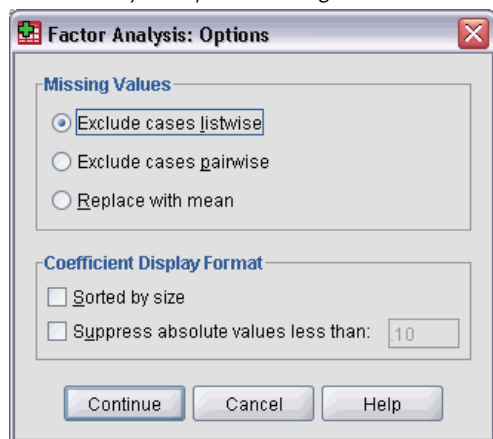 Factor Analysis: Options
Missing Values
Exclude cases listwise
Exclude cases pairwise
Replace with mean
Coefficient Display Format
Sorted by size
Suppress absolute values less than: .10
Continue Cancel Help